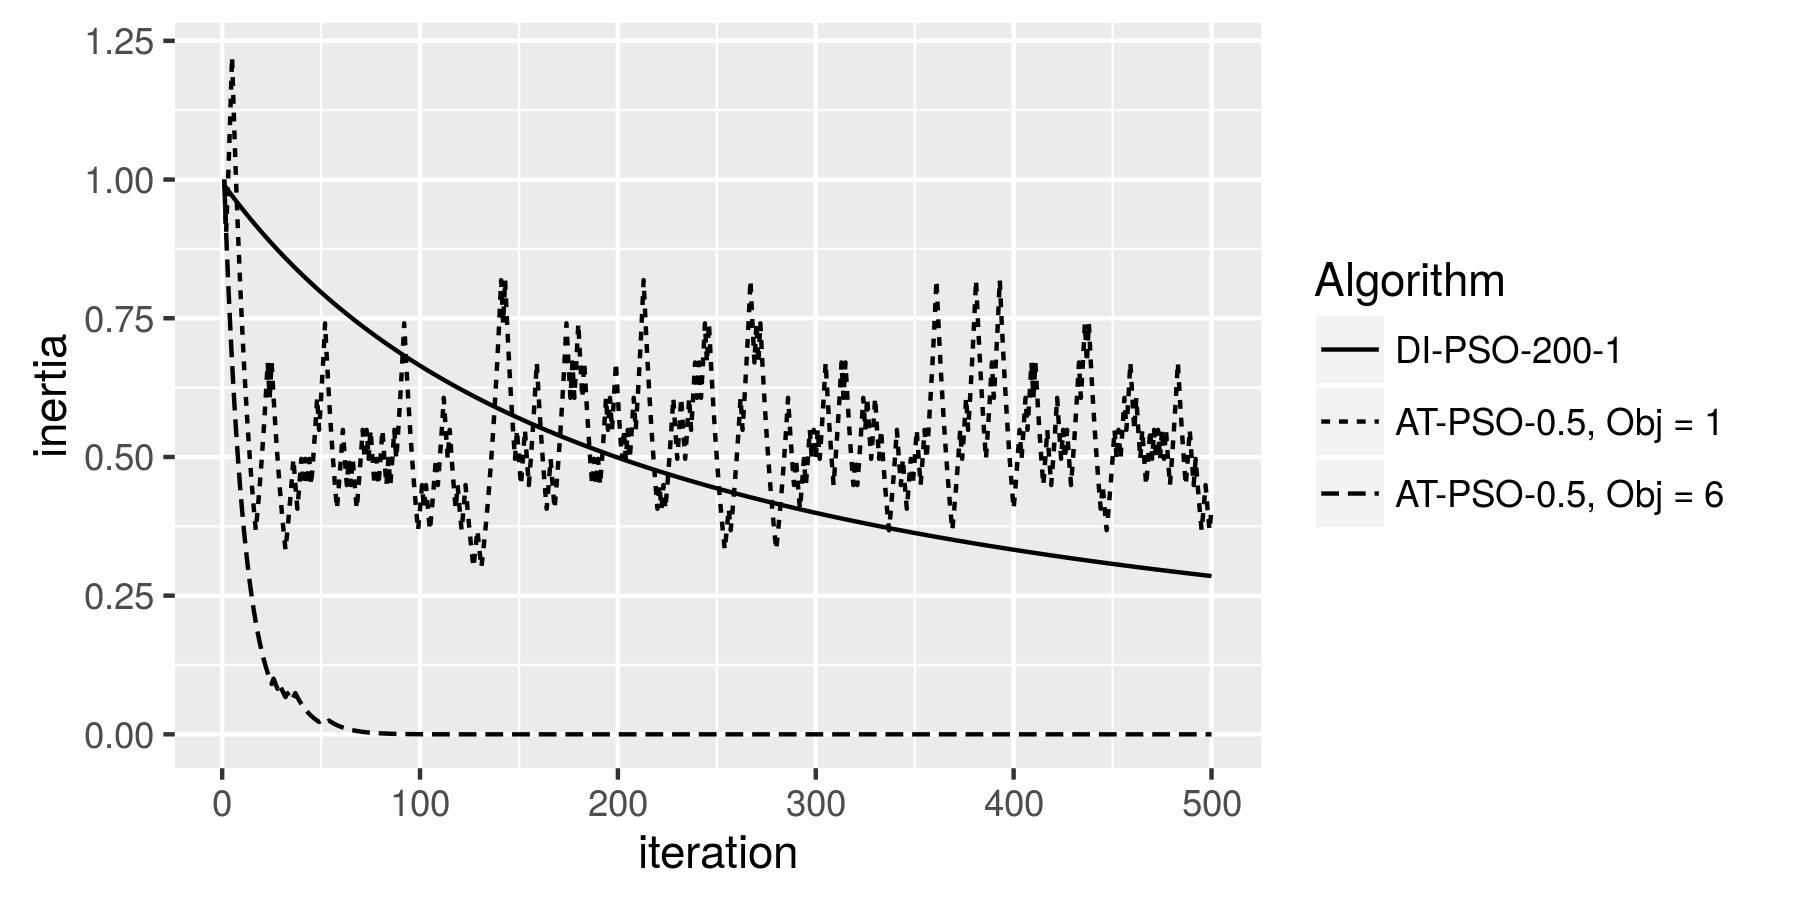 1.25
1.00
0.75
0.50
0.25
0.00
inertia
0 100 200 300 400 500
iteration
Algorithm
DI-PSO-200-1
AT-PSO-0.5, Obj = 1
AT-PSO-0.5, Obj = 6